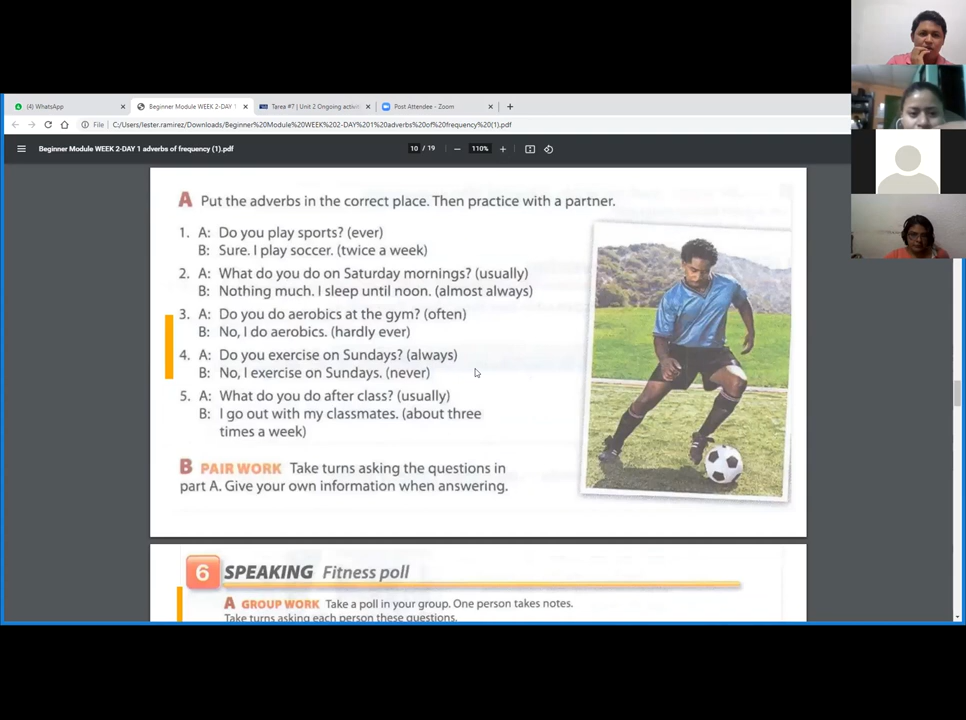 (4) WhatsApp
Beginner Module WEEK 2-DAY 1
Tarea #7 | Unit 2 Ongoing activi
Post Attendee - Zoom
File
C:/Users/lester.ramirez/Downloads/Beginner%20Module%20WEEK%202-DAY%201%20adverbs%20of%20frequency%20(1).pdf
Beginner Module WEEK 2-DAY 1 adverbs of frequency (1).pdf
10 / 19
110%
A Put the adverbs in the correct place. Then practice with a partner.
1. A: Do you play sports? (ever)
B: Sure. I play soccer. (twice a week)
2. A: What do you do on Saturday mornings? (usually)
B: Nothing much. I sleep until noon. (almost always)
3. A: Do you do aerobics at the gym? (often)
B: No, I do aerobics. (hardly ever)
4. A: Do you exercise on Sundays? (always)
B: No, I exercise on Sundays. (never)
5. A: What do you do after class? (usually)
B: I go out with my classmates. (about three
times a week)
B PAIR WORK Take turns asking the questions in
part A. Give your own information when answering.
6 SPEAKING Fitness poll
A GROUP WORK Take a poll in your group. One person takes notes.
Take turns asking each person these questions.